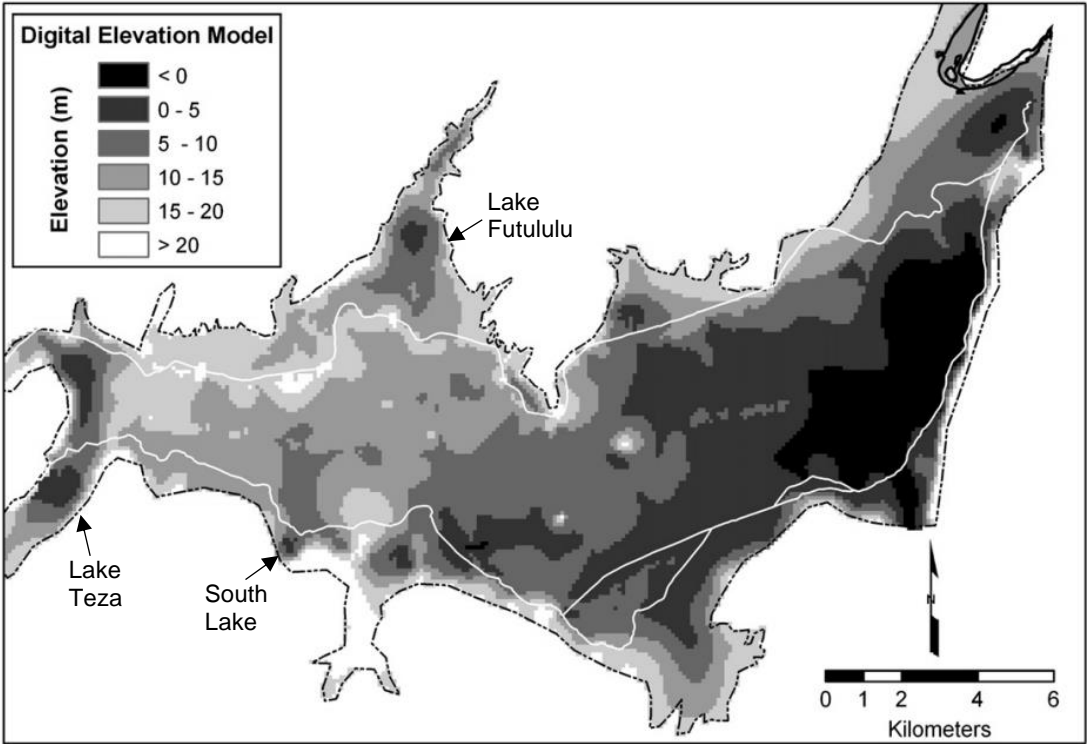 Digital Elevation Model
Elevation (m)
< 0
0 - 5
5 - 10
10 - 15
15 - 20
> 20
Lake
Futululu
Lake
Teza
South
Lake
N
0 1 2 4 6
Kilometers